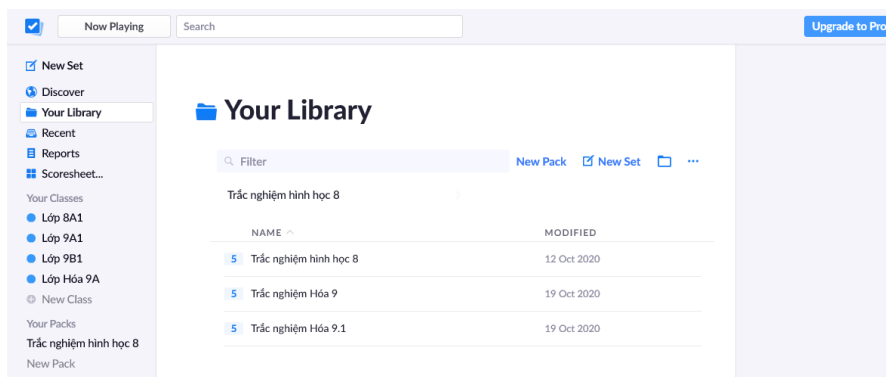 Now Playing
Search
Upgrade to Pro
New Set
Discover
Your Library
Recent
Reports
Scoresheet...
Your Classes
Lớp 8A1
Lớp 9A1
Lớp 9B1
Lớp Hóa 9A
New Class
Your Packs
Trắc nghiệm hình học 8
New Pack
Your Library
Filter
New Pack
New Set
...
Trắc nghiệm hình học 8
NAME
MODIFIED
5 Trắc nghiệm hình học 8 12 Oct 2020
5 Trắc nghiệm Hóa 9 19 Oct 2020
5 Trắc nghiệm Hóa 9.1 19 Oct 2020